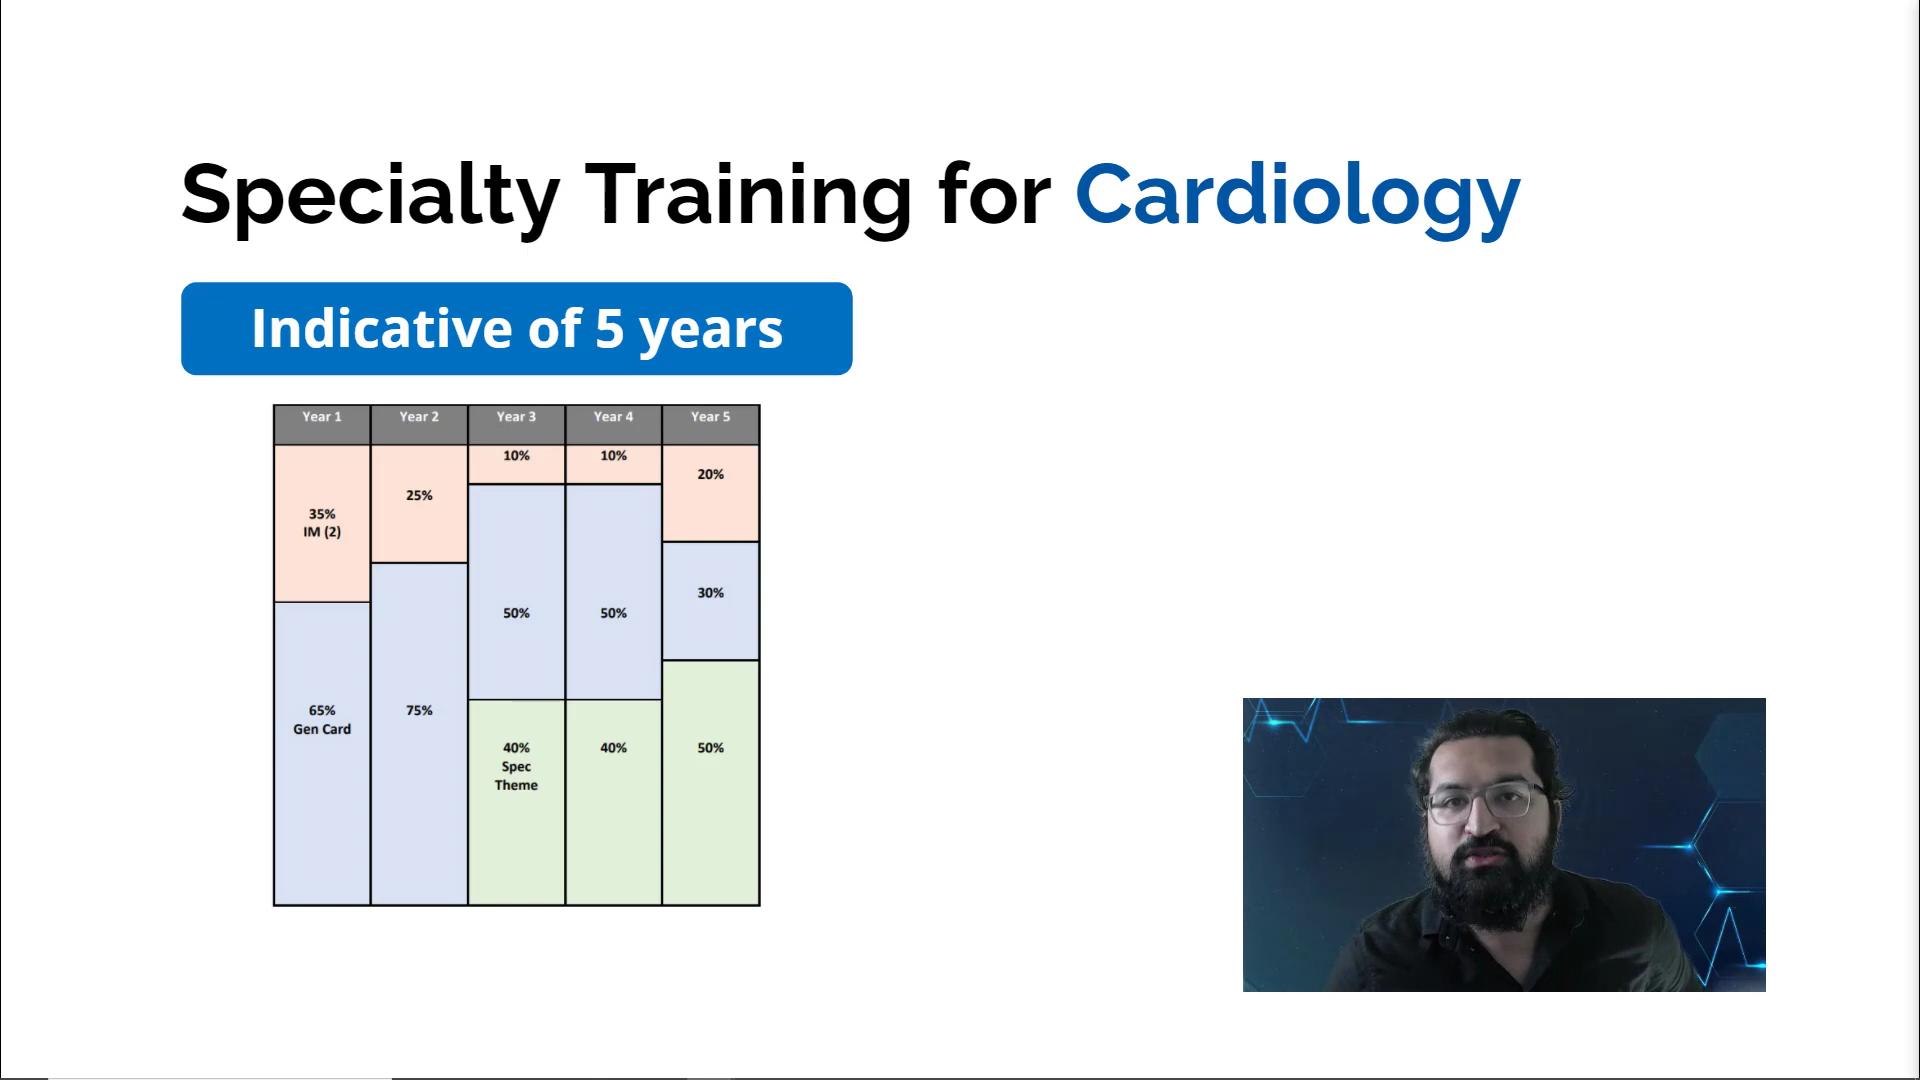 Specialty Training for Cardiology
Indicative of 5 years
Year 1 Year 2 Year 3 Year 4 Year 5
35%
IM (2)
25%
10%
10%
20%
65%
Gen Card
75%
50%
50%
30%
40%
Spec
Theme
40%
50%